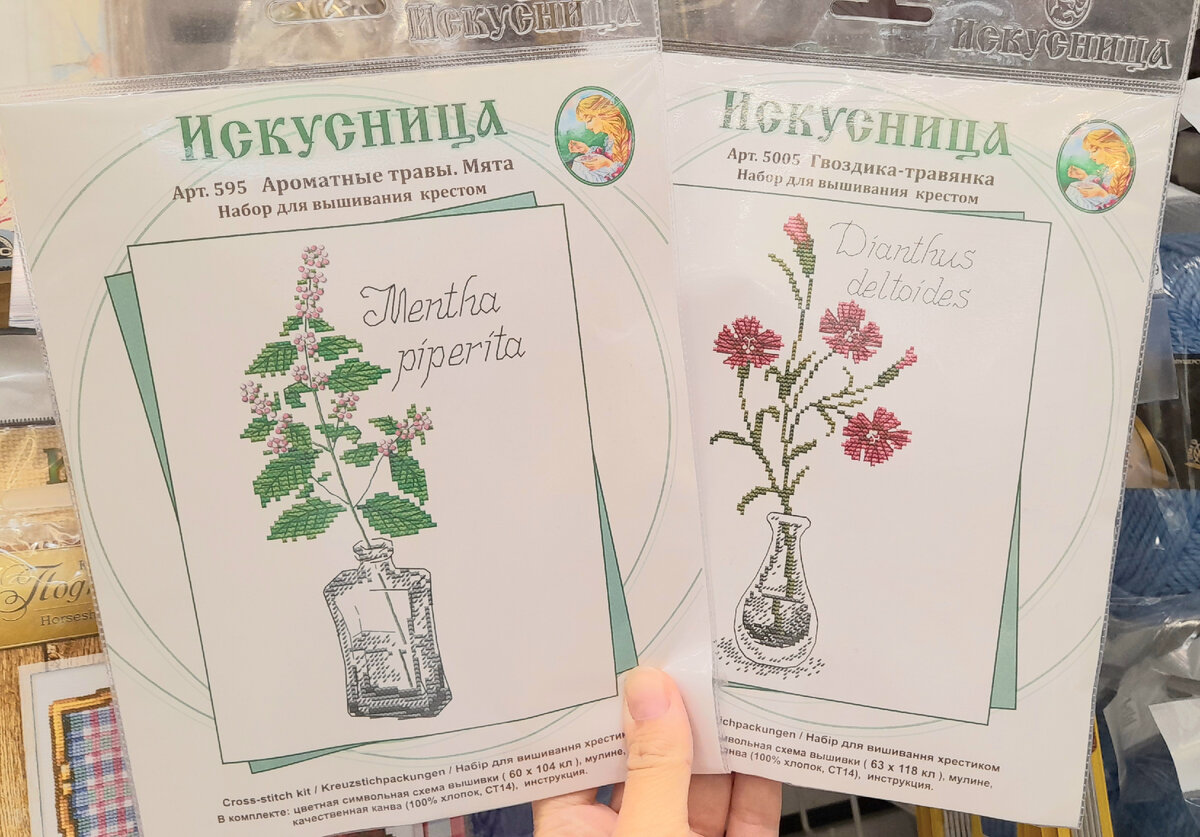 Искусница
Искусница
Арт. 595 Ароматные травы. Мята
Набор для вышивания крестом
Mentha
piperita
Cross-stitch kit / Kreuzstichpackungen / Набір для вишивання хрестиком
В комплекте: цветная символьная схема вышивки ( 60 x 104 кл ), мулине,
качественная канва (100% хлопок, СТ14), инструкция.
Искусница
Искусница
Арт. 5005 Гвоздика-травянка
Набор для вышивания крестом
Dianthus
deltoides
/ Набір для вишивання хрестиком
схема вышивки ( 63 x 118 кл ), мулине,
(100% хлопок, СТ14), инструкция.